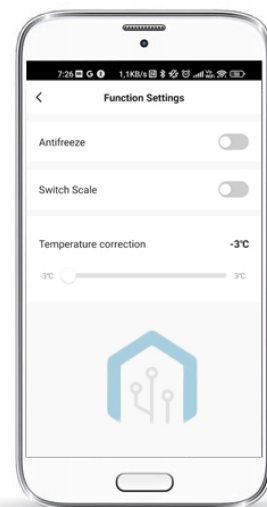 7:26 1,1KB/s
Function Settings
Antifreeze
Switch Scale
Temperature correction -3℃
-3℃ 3℃